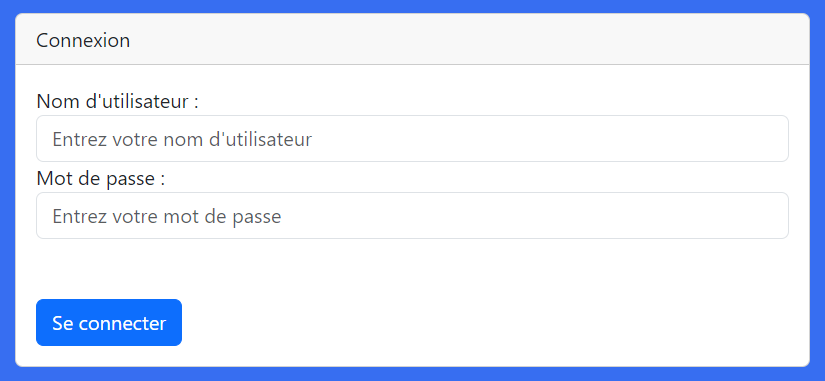 Connexion
Nom d'utilisateur :
Entrez votre nom d'utilisateur
Mot de passe :
Entrez votre mot de passe
Se connecter